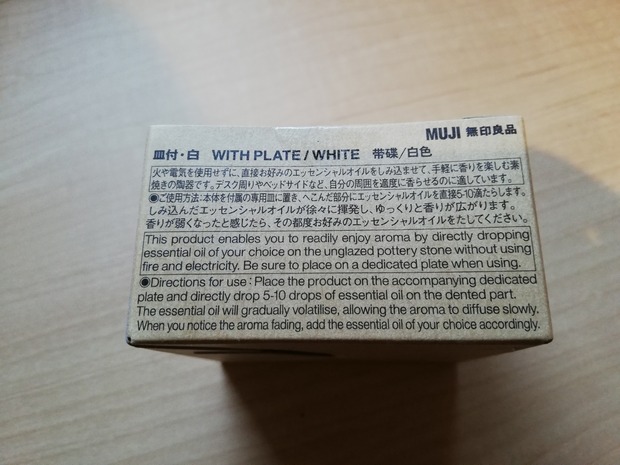 MUJI 無印良品
皿付・白 WITH PLATE / WHITE 帯碟/白色
火や電気を使用せずに、直接お好みのエッセンシャルオイルをしみ込ませて、手軽に香りを楽しむ素
焼きの陶器です。デスク周りやベッドサイドなど、自分の周囲を適度に香らせるのに適しています。
◉ご使用方法:本体を付属の専用皿に置き、へこんだ部分にエッセンシャルオイルを直接5-10滴たらします。
しみ込んだエッセンシャルオイルが徐々に揮発し、ゆっくりと香りが広がります。
香りが弱くなったと感じたら、その都度お好みのエッセンシャルオイルをたしてください。
This product enables you to readily enjoy aroma by directly dropping
essential oil of your choice on the unglazed pottery stone without using
fire and electricity. Be sure to place on a dedicated plate when using.
◉Directions for use : Place the product on the accompanying dedicated
plate and directly drop 5-10 drops of essential oil on the dented part.
The essential oil will gradually volatilise, allowing the aroma to diffuse slowly.
When you notice the aroma fading, add the essential oil of your choice accordingly.